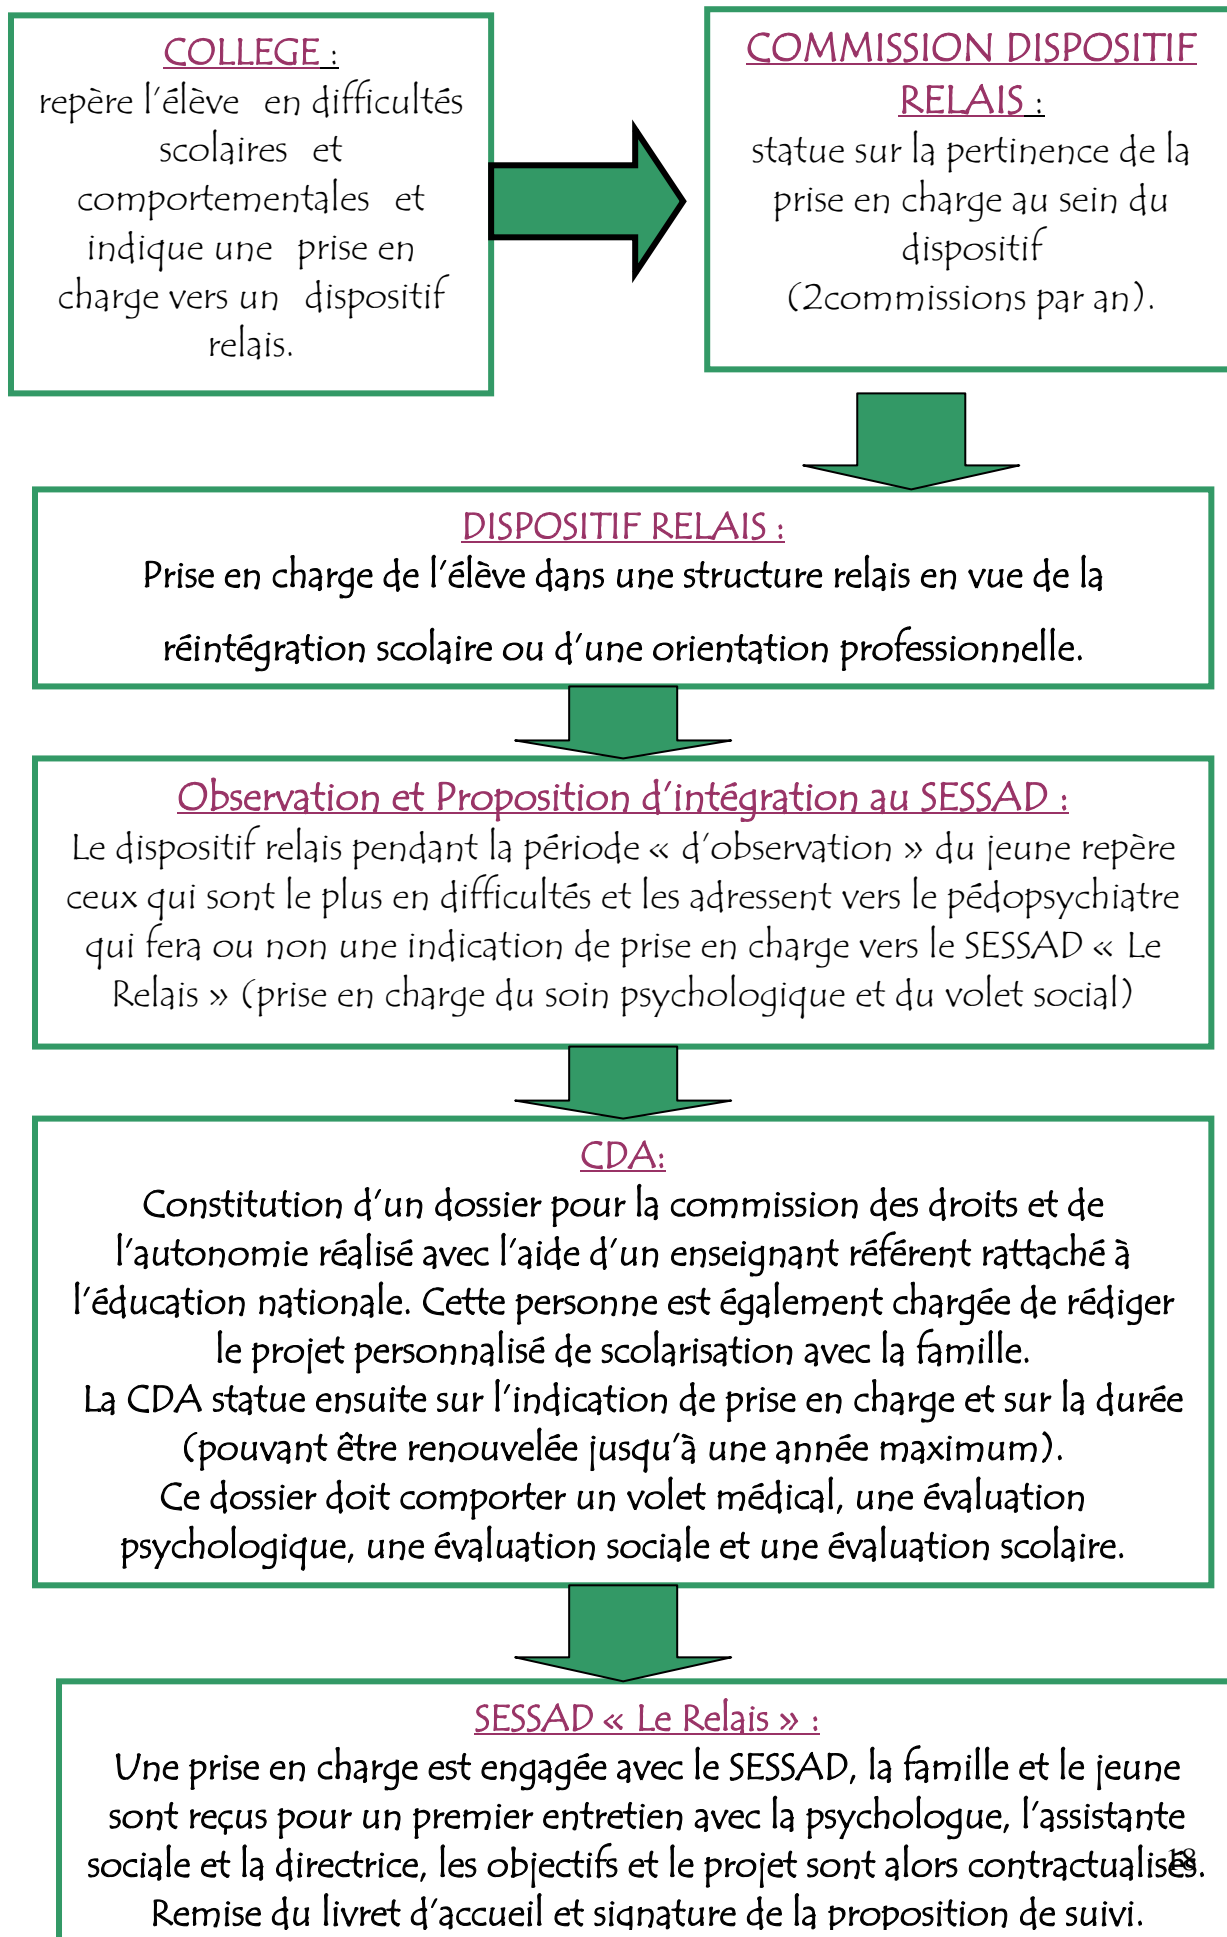 COLLEGE :
repère l'élève en difficultés
scolaires et
comportementales et
indique une prise en
charge vers un dispositif
relais.
COMMISSION DISPOSITIF
RELAIS :
statue sur la pertinence de la
prise en charge au sein du
dispositif
(2commissions par an).
DISPOSITIF RELAIS :
Prise en charge de l'élève dans une structure relais en vue de la
réintégration scolaire ou d'une orientation professionnelle.
Observation et Proposition d'intégration au SESSAD :
Le dispositif relais pendant la période « d'observation » du jeune repère
ceux qui sont le plus en difficultés et les adressent vers le pédopsychiatre
qui fera ou non une indication de prise en charge vers le SESSAD « Le
Relais » (prise en charge du soin psychologique et du volet social)
CDA:
Constitution d'un dossier pour la commission des droits et de
l'autonomie réalisé avec l'aide d'un enseignant référent rattaché à
l'éducation nationale. Cette personne est également chargée de rédiger
le projet personnalisé de scolarisation avec la famille.
La CDA statue ensuite sur l'indication de prise en charge et sur la durée
(pouvant être renouvelée jusqu'à une année maximum).
Ce dossier doit comporter un volet médical, une évaluation
psychologique, une évaluation sociale et une évaluation scolaire.
SESSAD « Le Relais » :
Une prise en charge est engagée avec le SESSAD, la famille et le jeune
sont reçus pour un premier entretien avec la psychologue, l'assistante
sociale et la directrice, les objectifs et le projet sont alors contractualisés.
18
Remise du livret d'accueil et signature de la proposition de suivi.